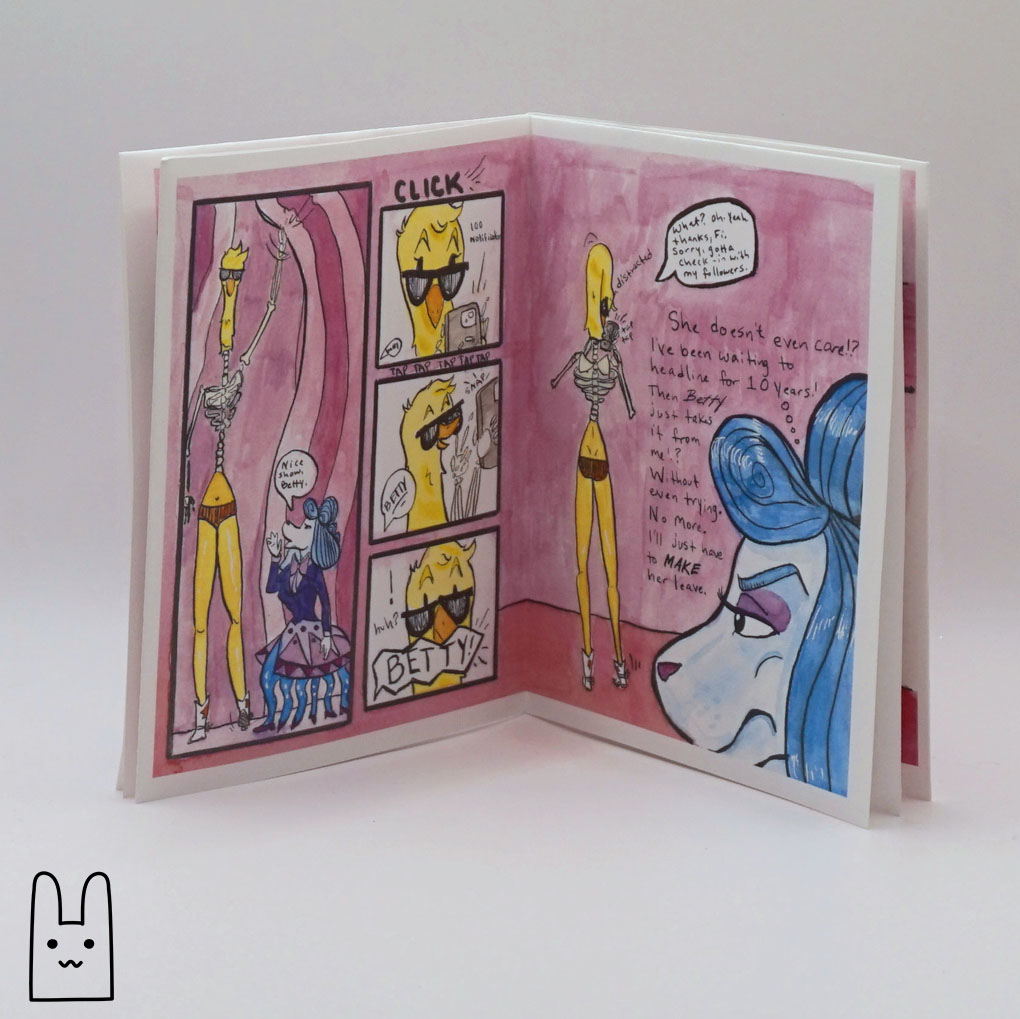 Nice
show,
Betty.
CLICK
100
notifications
TAP TAP TAP TAP TAP
SNAP
BETTY
!
huh?
BETTY!
What? Oh. Yeah
thanks, Fi.
Sorry, gotta
check-in with
my followers.
distracted
She doesn't even care!?
I've been waiting to
headline for 10 years!
Then Betty
just takes
it from
me!?
Without
even trying.
No more.
I'll just have
to MAKE
her leave.